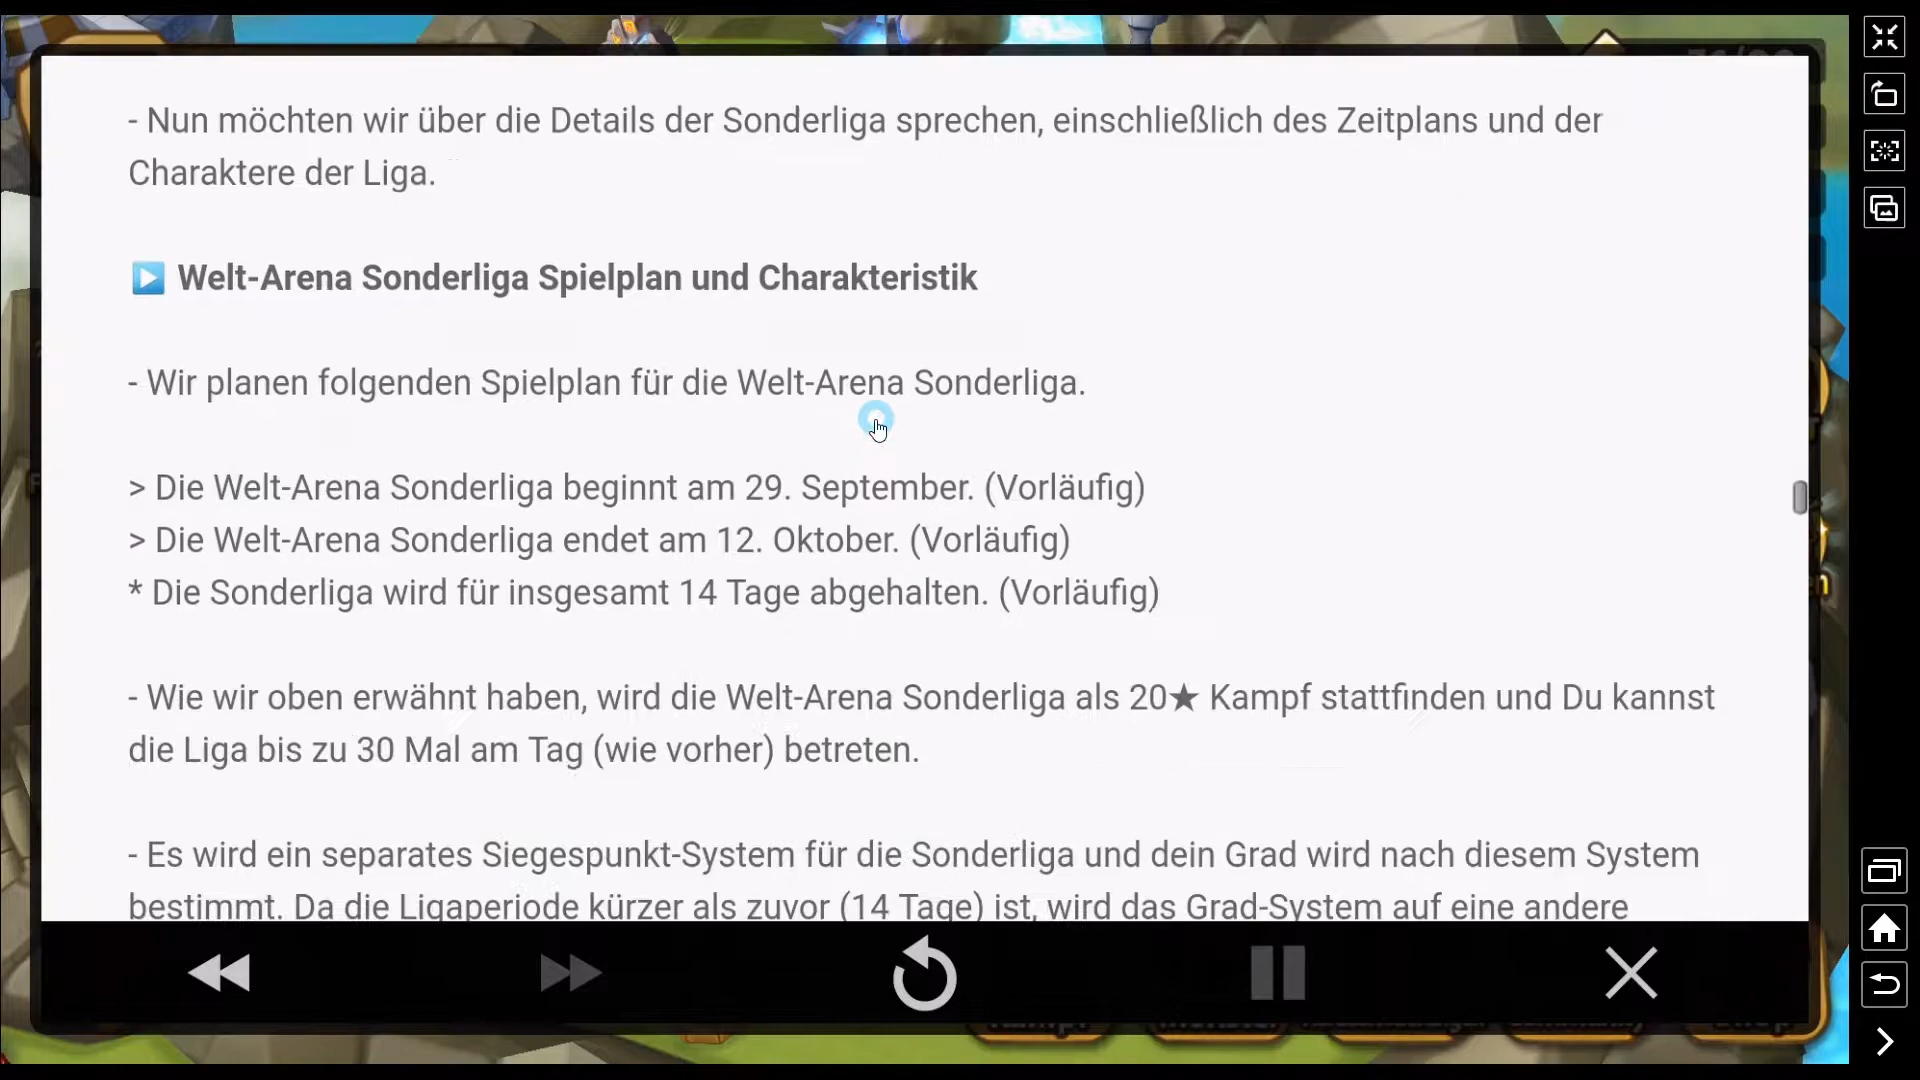 - Nun möchten wir über die Details der Sonderliga sprechen, einschließlich des Zeitplans und der
Charaktere der Liga.
Welt-Arena Sonderliga Spielplan und Charakteristik
- Wir planen folgenden Spielplan für die Welt-Arena Sonderliga.
> Die Welt-Arena Sonderliga beginnt am 29. September. (Vorläufig)
> Die Welt-Arena Sonderliga endet am 12. Oktober. (Vorläufig)
* Die Sonderliga wird für insgesamt 14 Tage abgehalten. (Vorläufig)
- Wie wir oben erwähnt haben, wird die Welt-Arena Sonderliga als 20★ Kampf stattfinden und Du kannst
die Liga bis zu 30 Mal am Tag (wie vorher) betreten.
- Es wird ein separates Siegespunkt-System für die Sonderliga und dein Grad wird nach diesem System
bestimmt. Da die Ligaperiode kürzer als zuvor (14 Tage) ist, wird das Grad-System auf eine andere